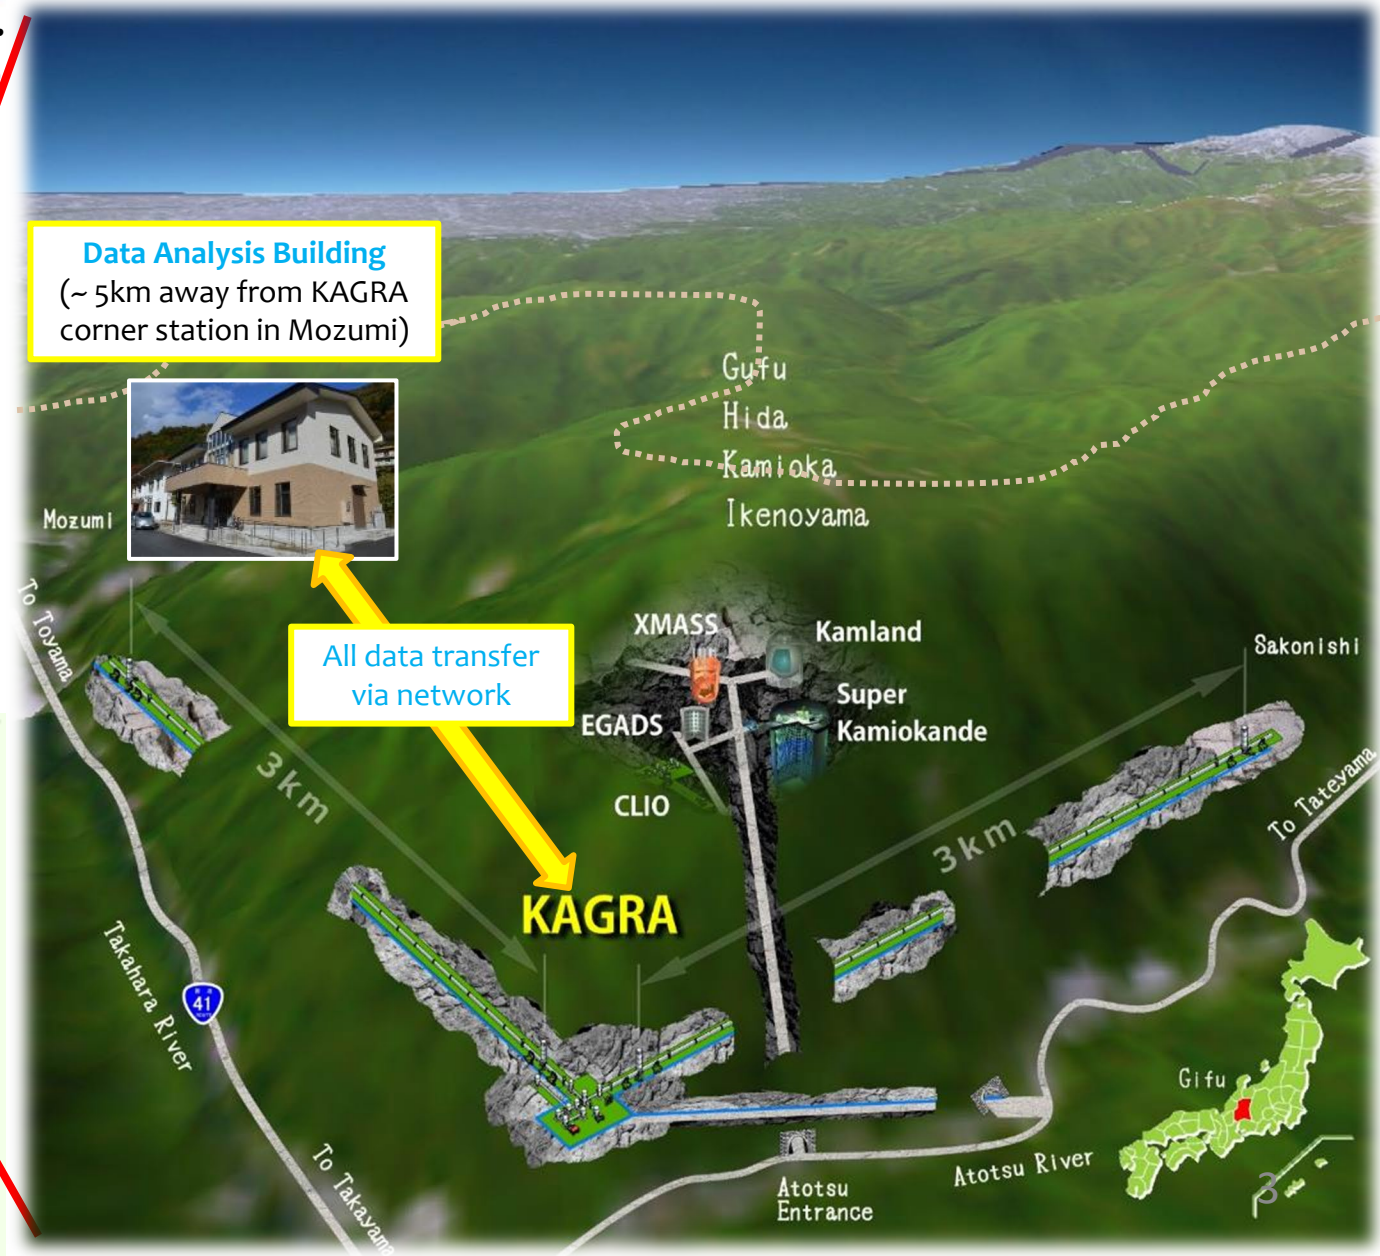 Data Analysis Building
(~ 5km away from KAGRA
corner station in Mozumi)
Gufu
Hida
Kamioka
Ikenoyama
Mozumi
To Toyama
All data transfer
via network
XMASS
Kamland
Super
Kamiokande
EGADS
CLIO
Sakonishi
3km
3km
To Tateyama
KAGRA
Takahara River
41
Gifu
To Takayama
Atotsu
Entrance
Atotsu River
3